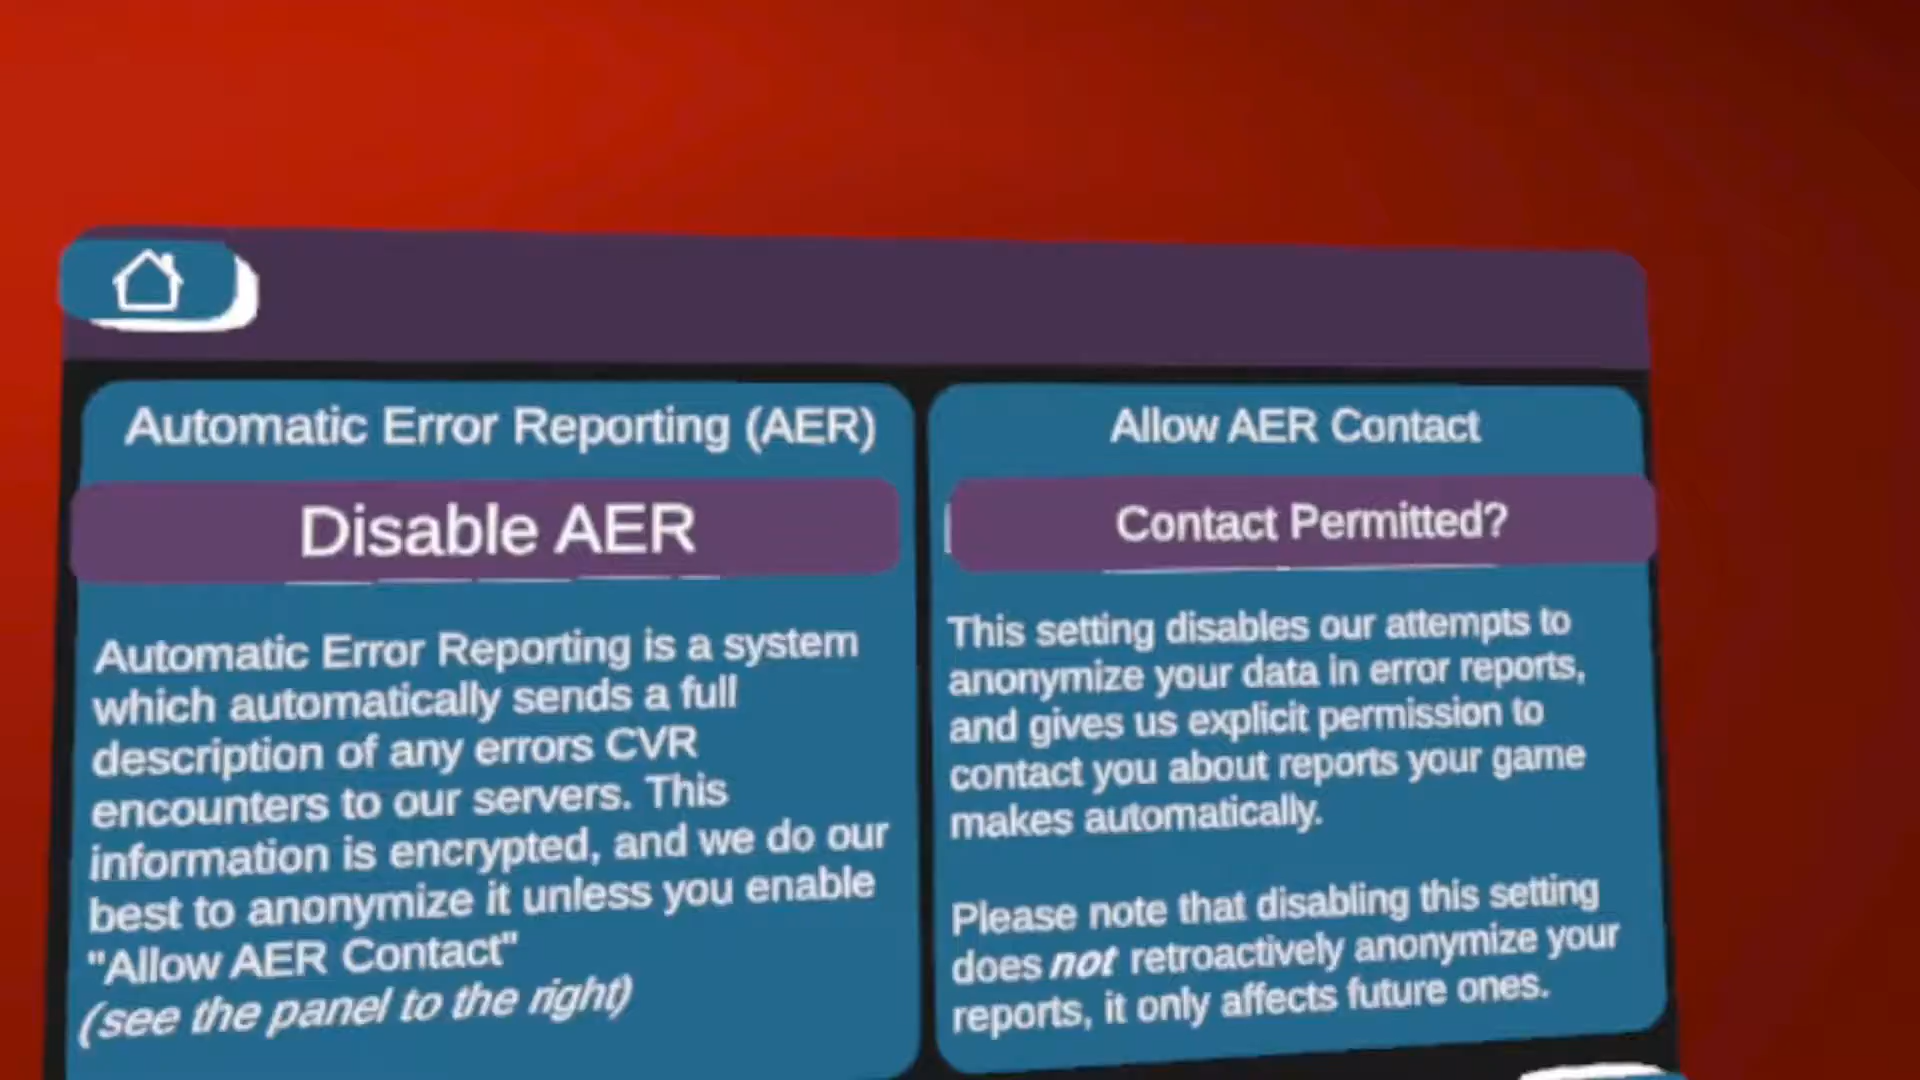 Automatic Error Reporting (AER)
Disable AER
Automatic Error Reporting is a system
which automatically sends a full
description of any errors CVR
encounters to our servers. This
information is encrypted, and we do our
best to anonymize it unless you enable
"Allow AER Contact"
(see the panel to the right)
Allow AER Contact
Contact Permitted?
This setting disables our attempts to
anonymize your data in error reports,
and gives us explicit permission to
contact you about reports your game
makes automatically.
Please note that disabling this setting
does not retroactively anonymize your
reports, it only affects future ones.